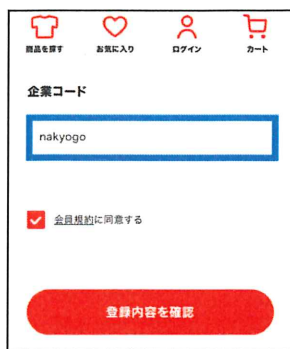 商品を探す お気に入り ログイン カート
企業コード
nakyogo
会員規約に同意する
登録内容を確認